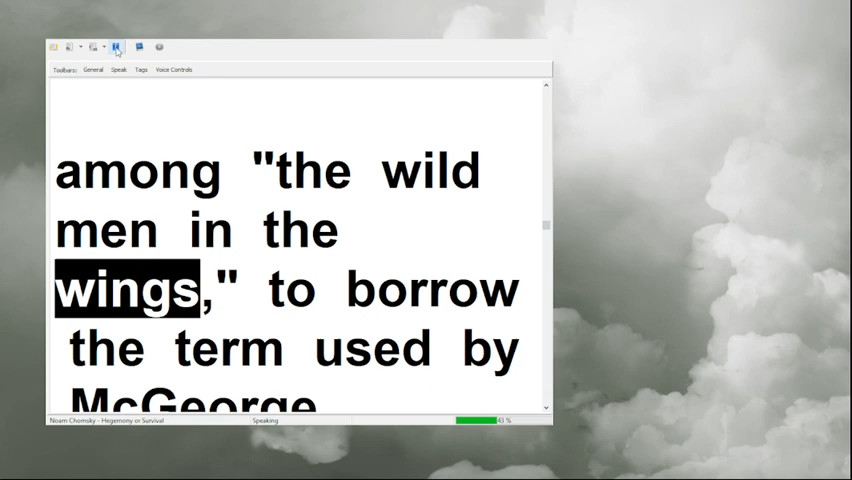 Toolbars: General Speak Tags Voice Controls
among "the wild
men in the
wings," to borrow
the term used by
McGeorge
Noam Chomsky - Hegemony or Survival Speaking 43 %